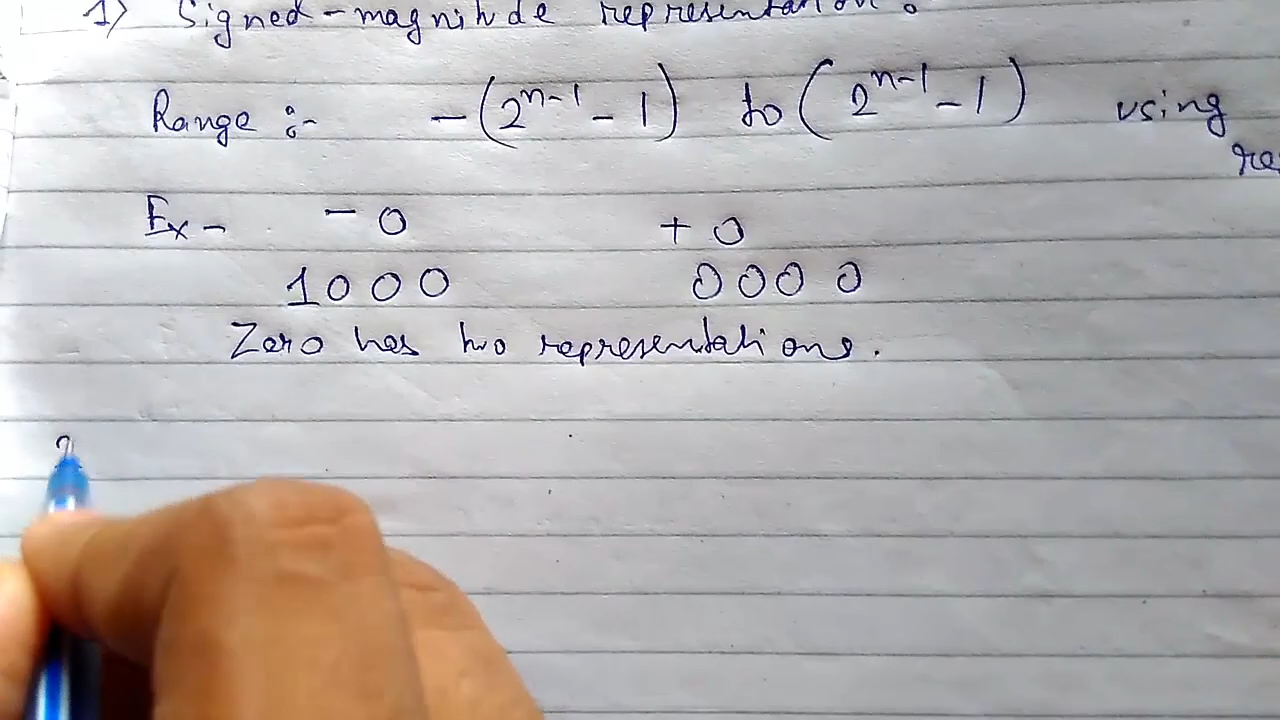 1) Signed-magnitude representation :
Range :- -(2^{n-1} - 1) to (2^{n-1} - 1) using
Ex - - 0 + 0
1000 0000
Zero has two representations.